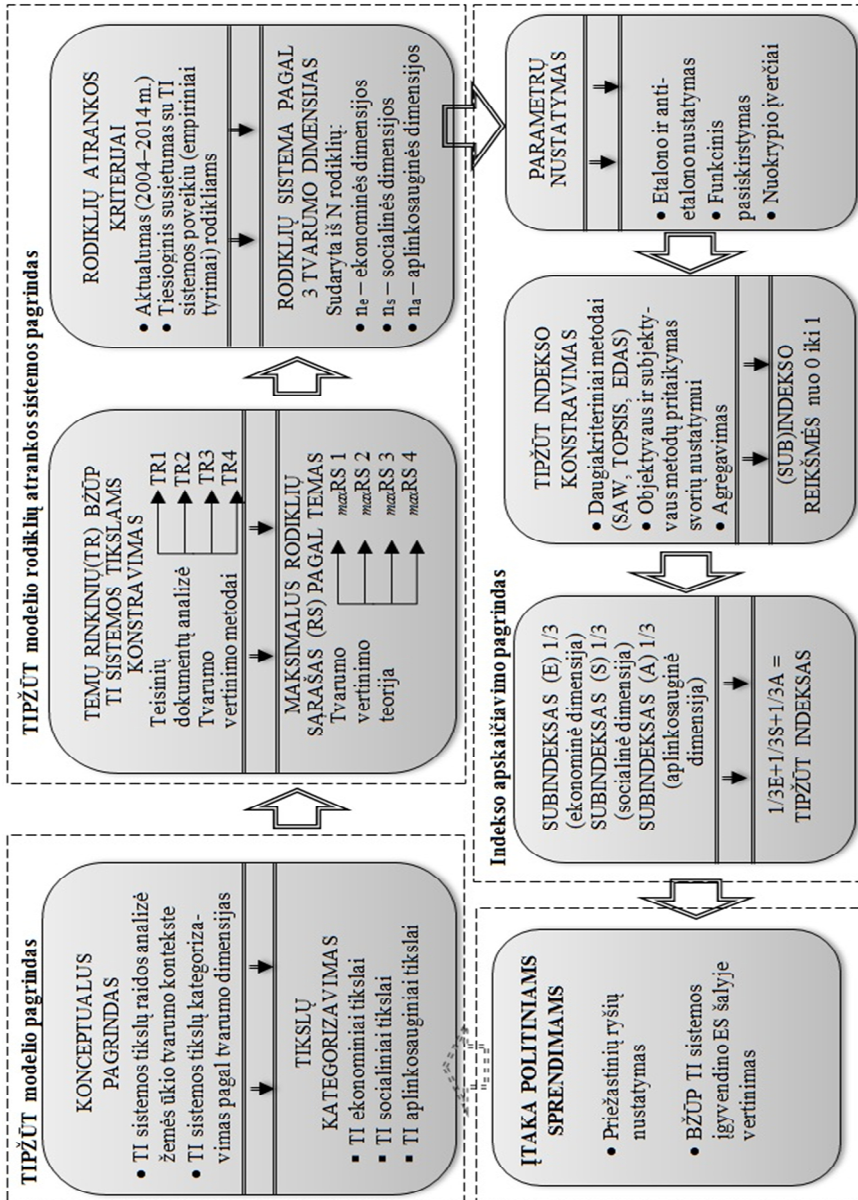 TIPŽŪT modelio pagrindas
KONCEPTUALUS
PAGRINDAS
• TI sistemos tikslų raidos analizė
žemės ūkio tvarumo kontekste
• TI sistemos tikslų kategoriza-
vimas pagal tvarumo dimensijas
TIKSLŲ
KATEGORIZAVIMAS
▪ TI ekonominiai tikslai
▪ TI socialiniai tikslai
▪ TI aplinkosauginiai tikslai
TIPŽŪT modelio rodiklių atrankos sistemos pagrindas
TEMŲ RINKINIŲ(TR) BŽŪP
TI SISTEMOS TIKSLAMS
KONSTRAVIMAS
Teisinių
dokumentų analizė
Tvarumo
vertinimo metodai
TR1
TR2
TR3
TR4
MAKSIMALUS RODIKLIŲ
SĄRAŠAS (RS) PAGAL TEMAS
Tvarumo
vertinimo
teorija
maxRS 1
maxRS 2
maxRS 3
maxRS 4
RODIKLIŲ ATRANKOS
KRITERIJAI
• Aktualumas (2004–2014 m.)
• Tiesioginis susietumas su TI
sistemos poveikiu (empiriniai
tyrimai) rodikliams
RODIKLIŲ SISTEMA PAGAL
3 TVARUMO DIMENSIJAS
Sudaryta iš N rodiklių:
• ne – ekonominės dimensijos
• ns – socialinės dimensijos
• na – aplinkosauginės dimensijos
Indekso apskaičiavimo pagrindas
PARAMETRŲ
NUSTATYMAS
• Etalono ir anti-
etalono nustatymas
• Funkcinis
pasiskirstymas
• Nuokrypio įverčiai
TIPŽŪT INDEKSO
KONSTRAVIMAS
• Daugiakriteriniai metodai
(SAW, TOPSIS, EDAS)
• Objektyvaus ir subjekty-
vaus metodų pritaikymas
svorių nustatymui
• Agregavimas
(SUB)INDEKSO
REIKŠMĖS nuo 0 iki 1
SUBINDEKSAS (E) 1/3
(ekonominė dimensija)
SUBINDEKSAS (S) 1/3
(socialinė dimensija)
SUBINDEKSAS (A) 1/3
(aplinkosauginė
dimensija)
1/3E+1/3S+1/3A =
TIPŽŪT INDEKSAS
ĮTAKA POLITINIAMS
SPRENDIMAMS
• Priežastinių ryšių
nustatymas
• BŽŪP TI sistemos
įgyvendino ES šalyje
vertinimas